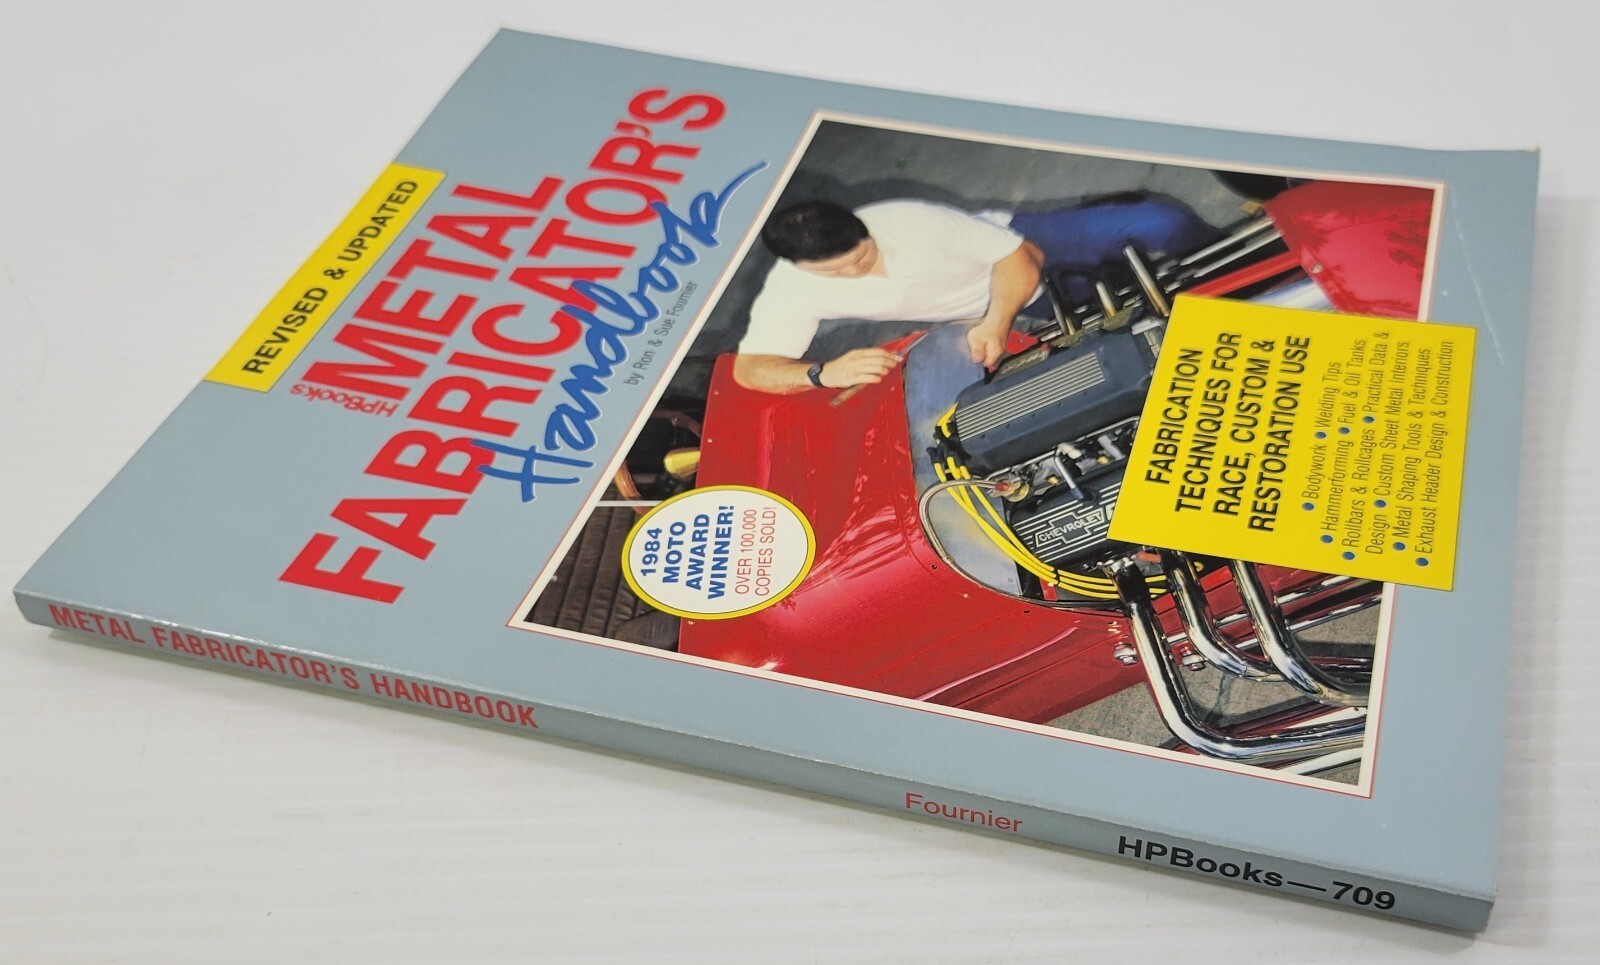 REVISED & UPDATED
HPBooks
METAL
FABRICATOR'S
Handbook
by Ron & Sue Fournier
1984
MOTO
AWARD
WINNER!
OVER 100,000
COPIES SOLD!
CHEVROLET
FABRICATION
TECHNIQUES FOR
RACE, CUSTOM &
RESTORATION USE
• Bodywork • Welding Tips
• Hammerforming • Fuel & Oil Tanks
• Rollbars & Rollcages • Practical Data &
Design • Custom Sheet Metal Interiors
• Metal Shaping Tools & Techniques
• Exhaust Header Design & Construction
METAL FABRICATOR'S HANDBOOK
Fournier
HPBooks—709